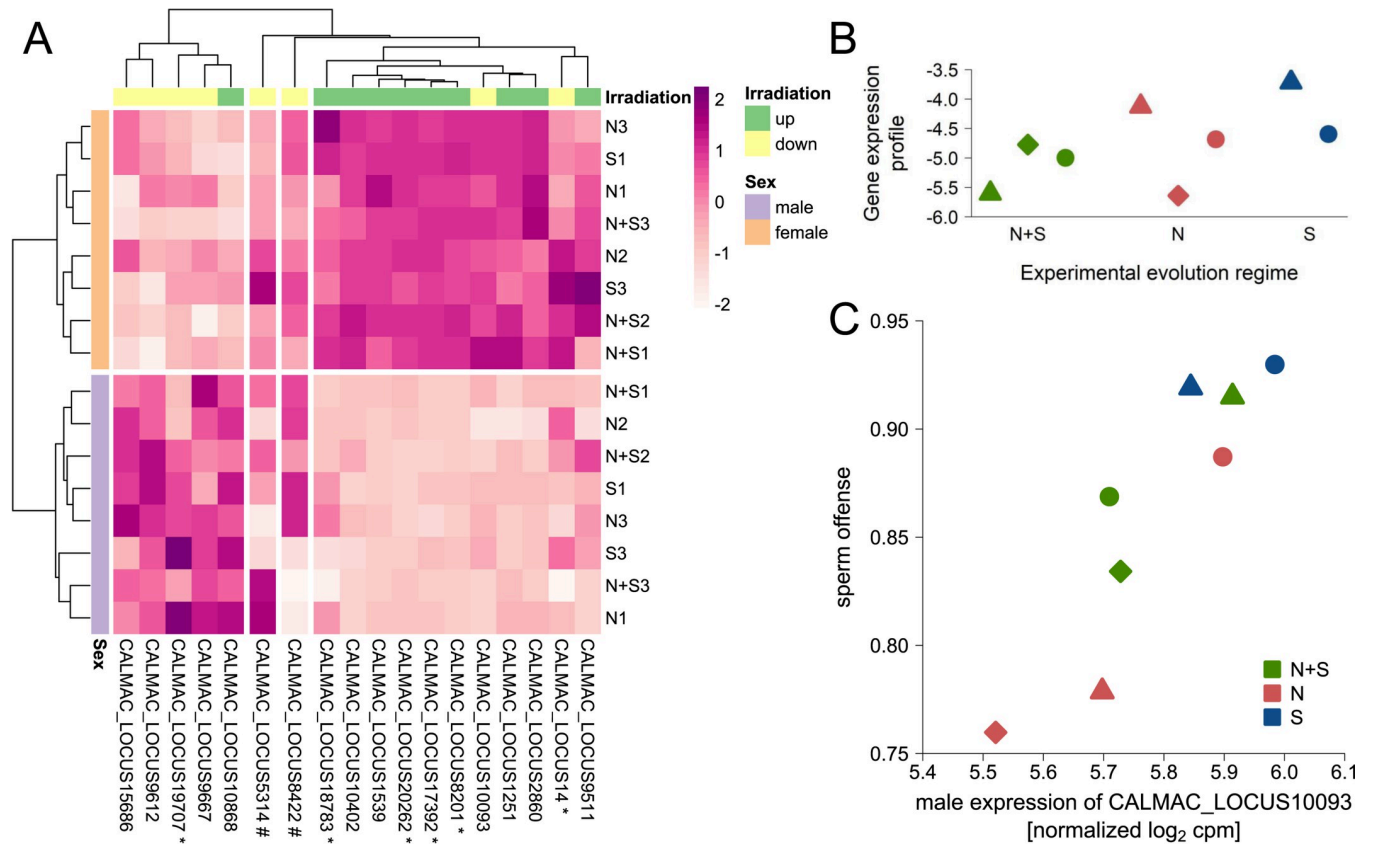 A
Irradiation
N3
S1
N1
N+S3
N2
S3
N+S2
N+S1
N+S1
N2
N+S2
S1
N3
S3
N+S3
N1
Sex
CALMAC_LOCUS15686
CALMAC_LOCUS9612
CALMAC_LOCUS19707 *
CALMAC_LOCUS9667
CALMAC_LOCUS10868
CALMAC_LOCUS5314 #
CALMAC_LOCUS8422 #
CALMAC_LOCUS18783 *
CALMAC_LOCUS10402
CALMAC_LOCUS1539
CALMAC_LOCUS20262 *
CALMAC_LOCUS17392 *
CALMAC_LOCUS8201 *
CALMAC_LOCUS10093
CALMAC_LOCUS1251
CALMAC_LOCUS2860
CALMAC_LOCUS14 *
CALMAC_LOCUS9511
2
1
0
-1
-2
Irradiation
up
down
Sex
male
female
B
Gene expression
profile
-3.5
-4.0
-4.5
-5.0
-5.5
-6.0
N+S
N
S
Experimental evolution regime
C
sperm offense
0.95
0.90
0.85
0.80
0.75
5.4
5.5
5.6
5.7
5.8
5.9
6.0
6.1
N+S
N
S
male expression of CALMAC_LOCUS10093
[normalized log₂ cpm]